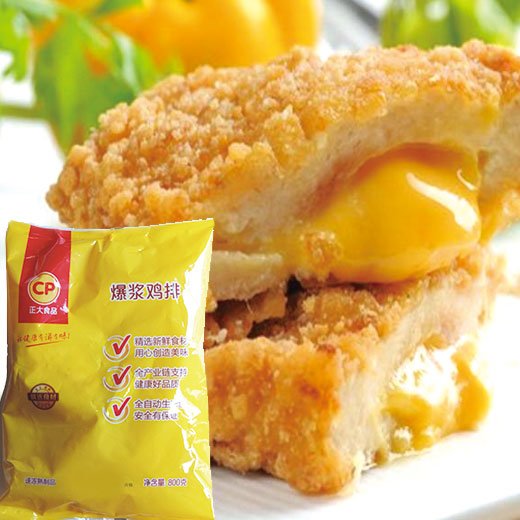 CP
正大食品
爆浆鸡排
精选新鲜食材
用心创造美味
全产业链支持
健康好品质
全自动生
安全有保证
速冻熟制品
净含量 800克